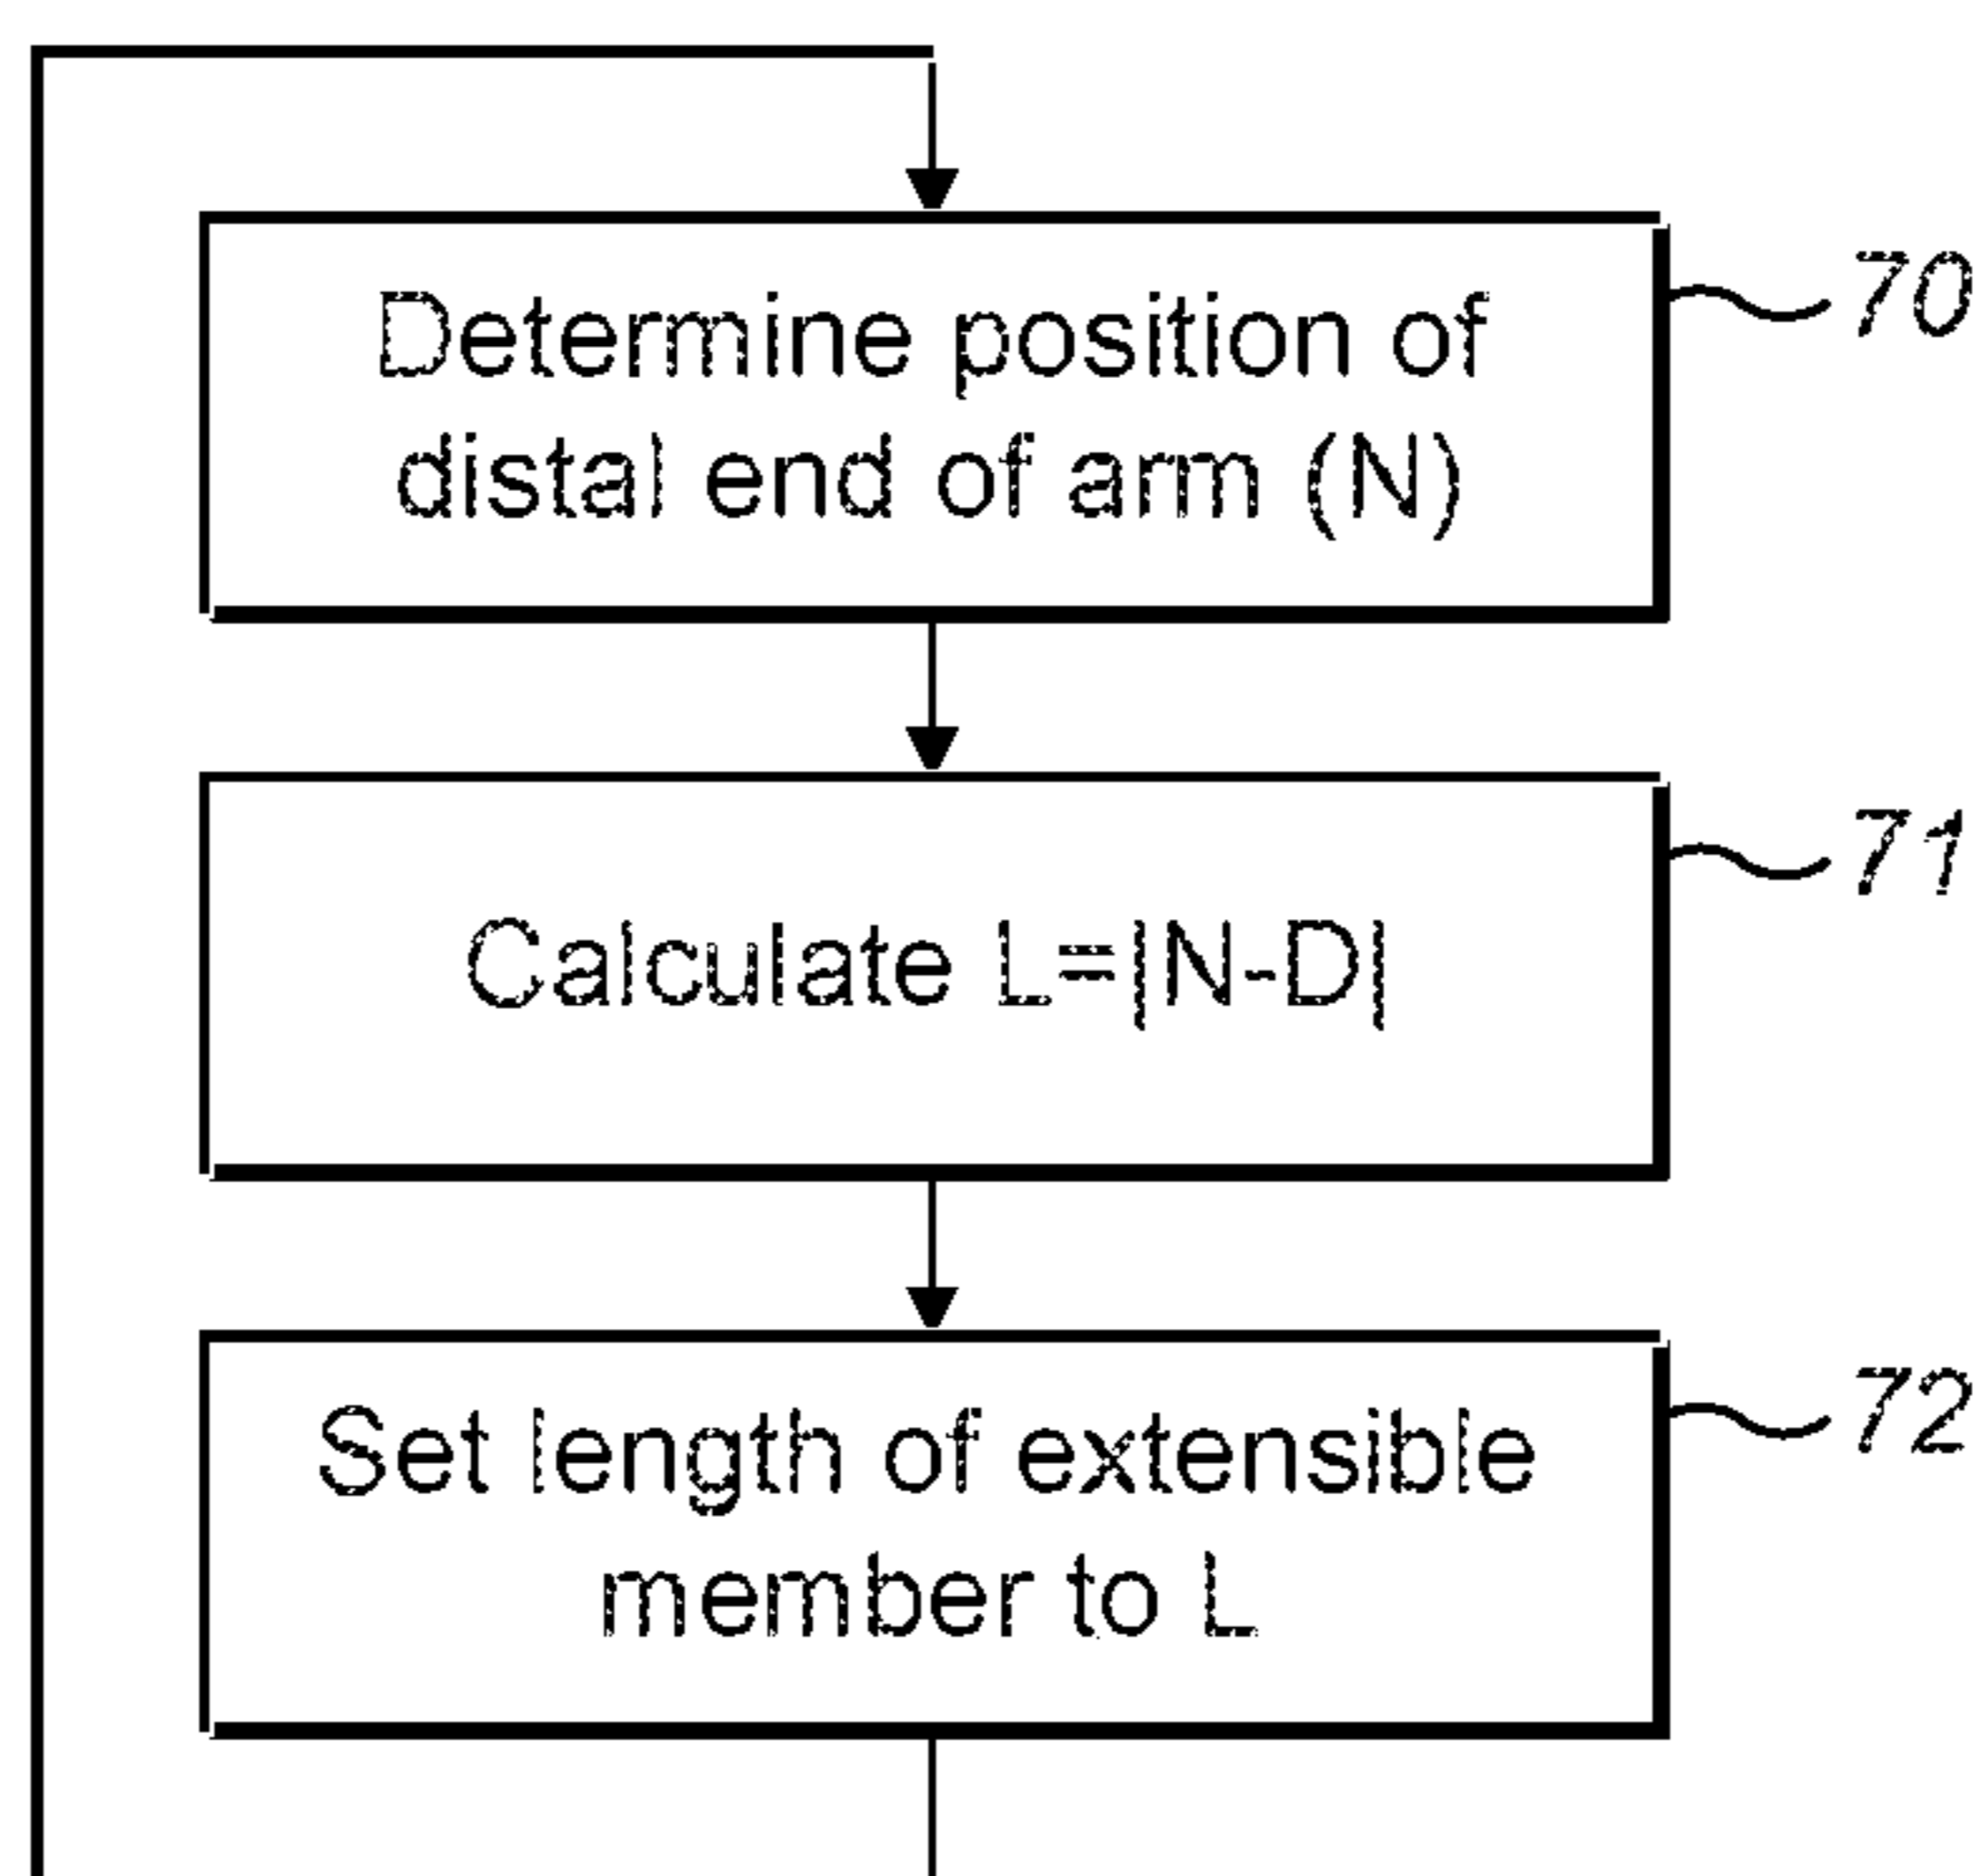 Determine position of
distal end of arm (N)
70
Calculate L=|N-D|
71
Set length of extensible
member to L
72